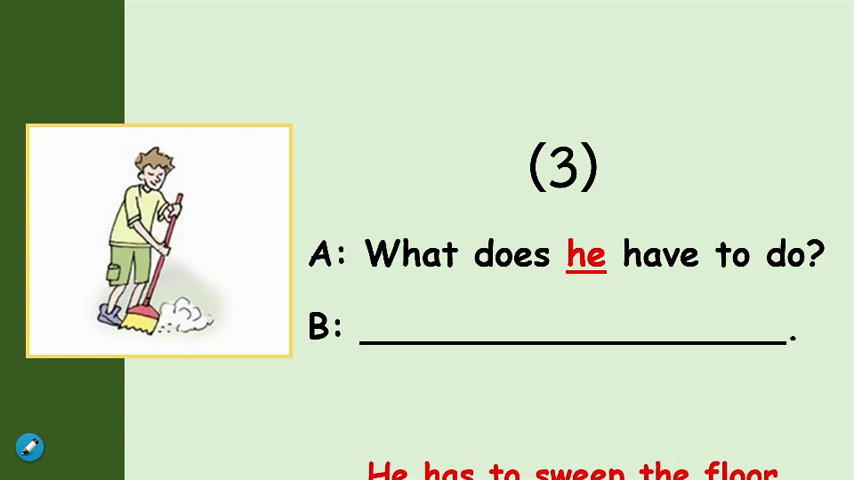 (3)
A: What does he have to do?
B: ____________________.
He has to sweep the floor